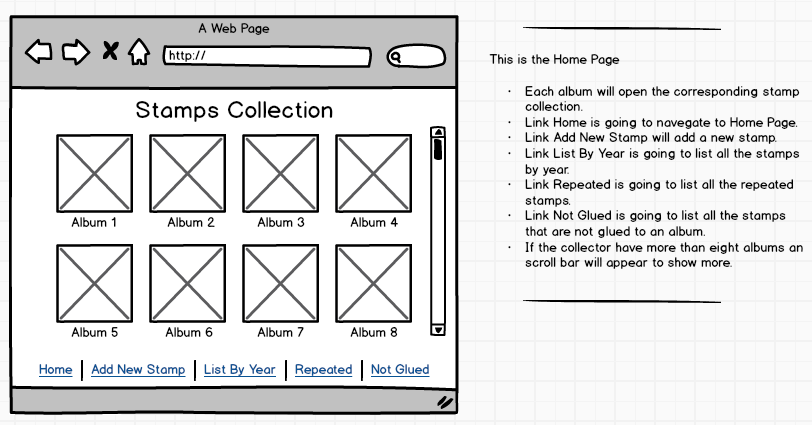 A Web Page
http://
Stamps Collection
Album 1 Album 2 Album 3 Album 4
Album 5 Album 6 Album 7 Album 8
Home Add New Stamp List By Year Repeated Not Glued
This is the Home Page
· Each album will open the corresponding stamp
collection.
· Link Home is going to navegate to Home Page.
· Link Add New Stamp will add a new stamp.
· Link List By Year is going to list all the stamps
by year.
· Link Repeated is going to list all the repeated
stamps.
· Link Not Glued is going to list all the stamps
that are not glued to an album.
· If the collector have more than eight albums an
scroll bar will appear to show more.